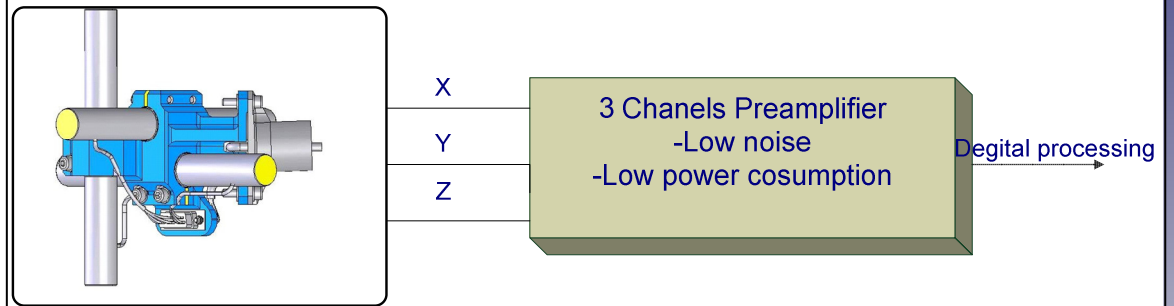 X
Y
Z
3 Chanels Preamplifier
-Low noise
-Low power cosumption
Degital processing